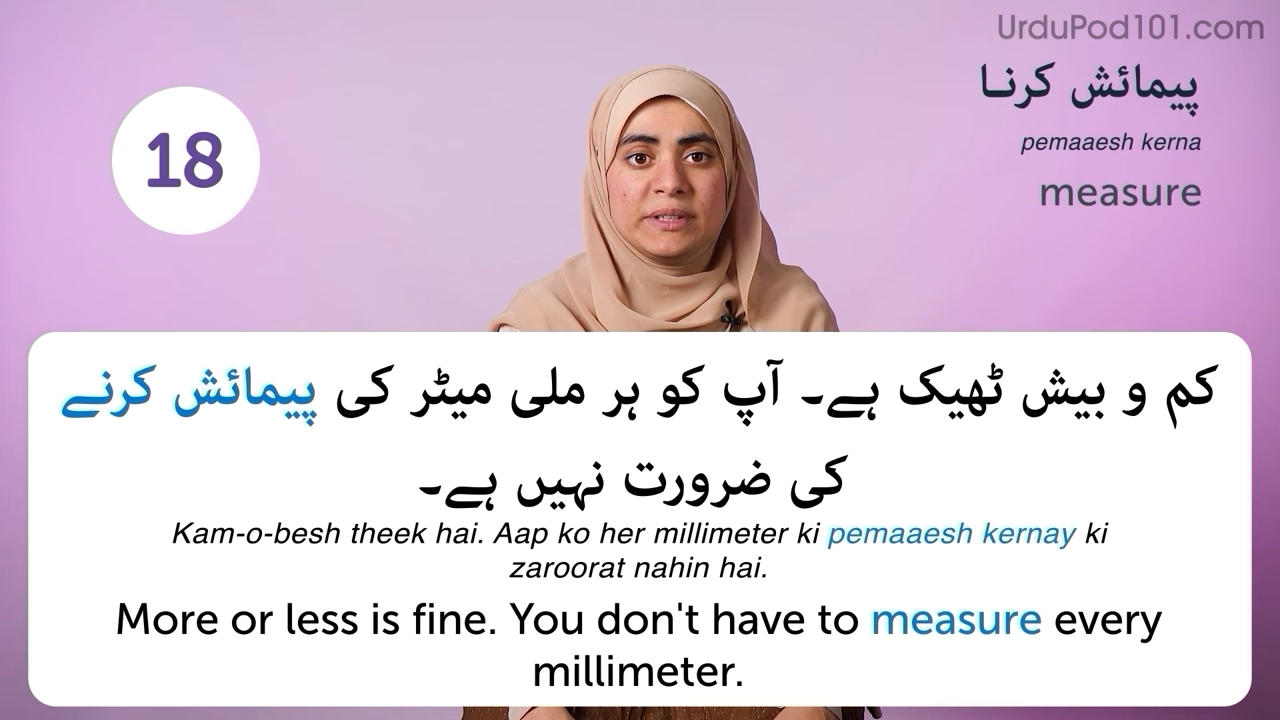 UrduPod101.com
18
پیمائش کرنا
pemaaesh kerna
measure
کم و بیش ٹھیک ہے۔ آپ کو ہر ملی میٹر کی پیمائش کرنے
کی ضرورت نہیں ہے۔
Kam-o-besh theek hai. Aap ko her millimeter ki pemaaesh kernay ki
zaroorat nahin hai.
More or less is fine. You don't have to measure every
millimeter.